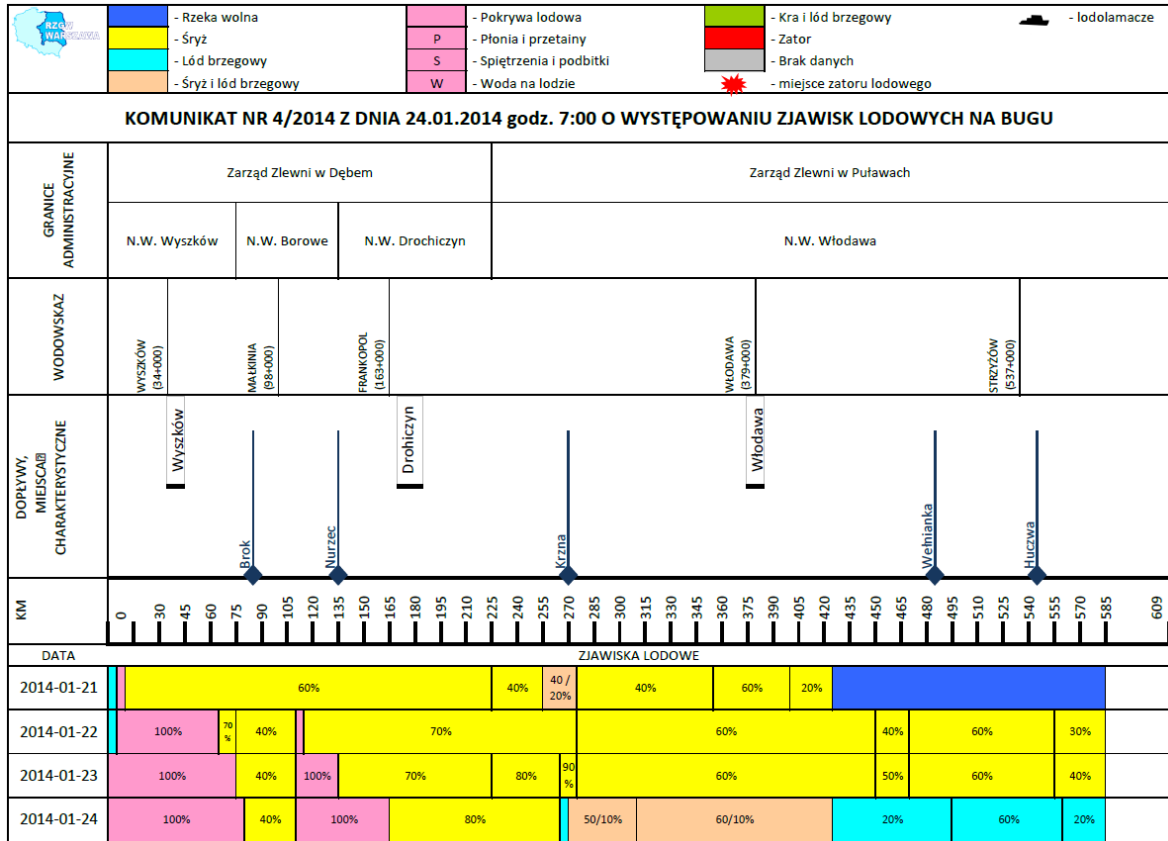 RZGW
WARSZAWA
- Rzeka wolna
- Śryż
- Lód brzegowy
- Śryż i lód brzegowy
- Pokrywa lodowa
P - Płonia i przetainy
S - Spiętrzenia i podbitki
W - Woda na lodzie
- Kra i lód brzegowy
- Zator
- Brak danych
- miejsce zatoru lodowego
- lodolamacze
KOMUNIKAT NR 4/2014 Z DNIA 24.01.2014 godz. 7:00 O WYSTĘPOWANIU ZJAWISK LODOWYCH NA BUGU
GRANICE
ADMINISTRACYJNE
Zarząd Zlewni w Dębem
Zarząd Zlewni w Puławach
N.W. Wyszków
N.W. Borowe
N.W. Drochiczyn
N.W. Włodawa
WODOWSKAZ
WYSZKÓW
(34+000)
MAŁKINIA
(98+000)
FRANKOPOL
(163+000)
WŁODAWA
(379+000)
STRZYŻÓW
(537+000)
DOPŁYWY,
MIEJSCA
CHARAKTERYSTYCZNE
Wyszków
Drohiczyn
Włodawa
Brok
Nurzec
Krzna
Wełnianka
Huczwa
KM 0 30 45 60 75 90 105 120 135 150 165 180 195 210 225 240 255 270 285 300 315 330 345 360 375 390 405 420 435 450 465 480 495 510 525 540 555 570 585 609
DATA ZJAWISKA LODOWE
2014-01-21 60% 40% 40 / 20% 40% 60% 20%
2014-01-22 100% 70 % 40% 70% 60% 40% 60% 30%
2014-01-23 100% 40% 100% 70% 80% 90 % 60% 50% 60% 40%
2014-01-24 100% 40% 100% 80% 50/10% 60/10% 20% 60% 20%